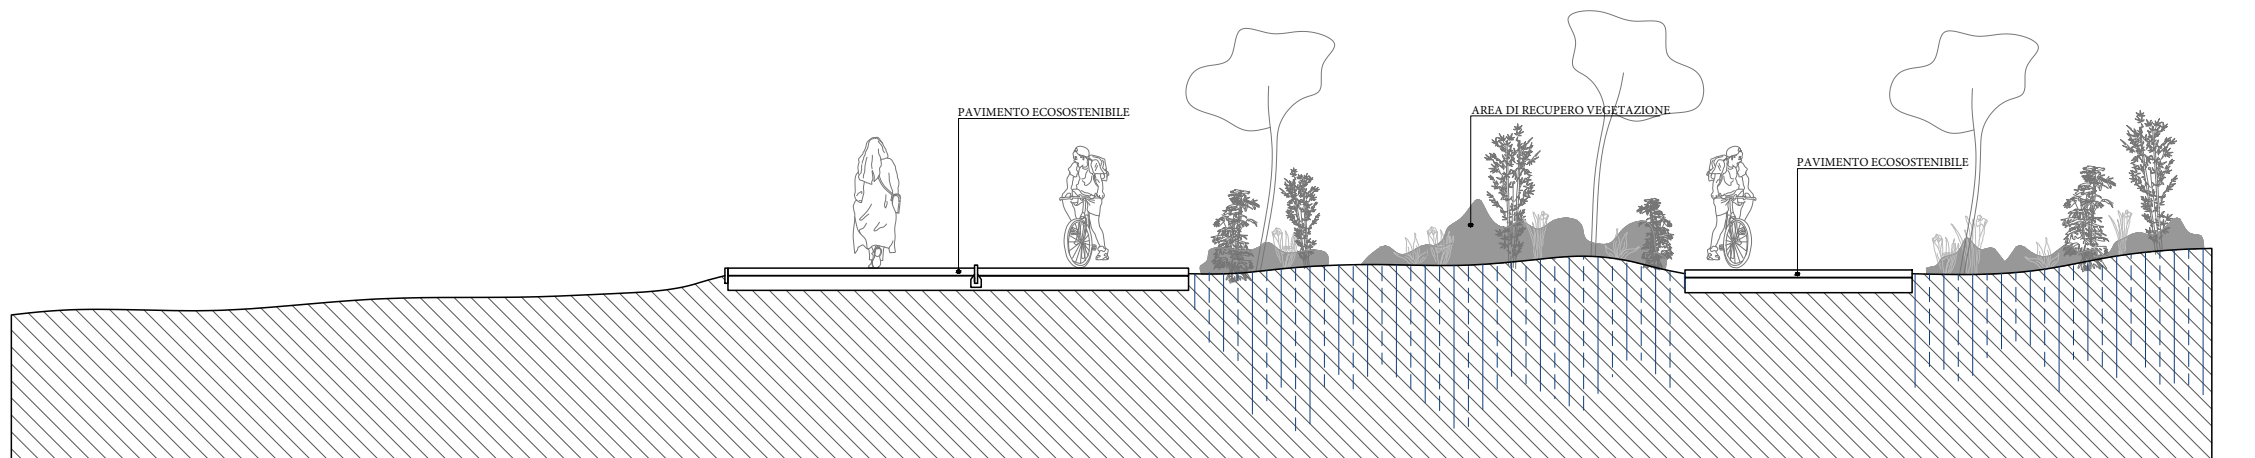 PAVIMENTO ECOSOSTENIBILE
AREA DI RECUPERO VEGETAZIONE
PAVIMENTO ECOSOSTENIBILE